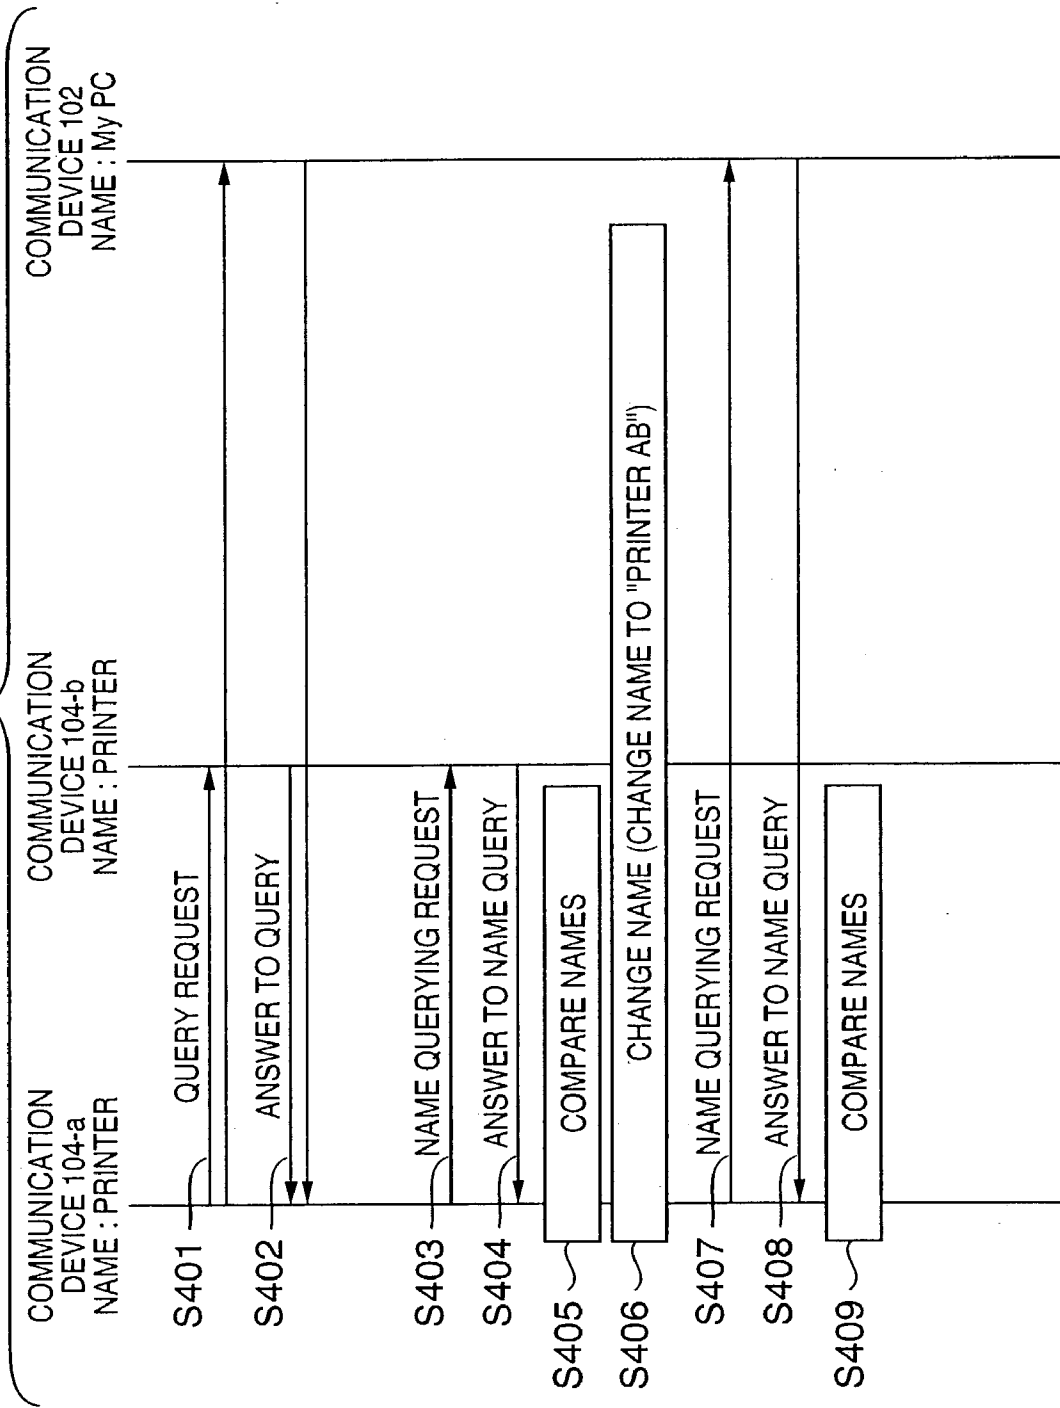 COMMUNICATION
DEVICE 104-a
NAME : PRINTER
COMMUNICATION
DEVICE 104-b
NAME : PRINTER
COMMUNICATION
DEVICE 102
NAME : My PC
S401
QUERY REQUEST
S402
ANSWER TO QUERY
S403
NAME QUERYING REQUEST
S404
ANSWER TO NAME QUERY
S405
COMPARE NAMES
S406
CHANGE NAME (CHANGE NAME TO "PRINTER AB")
S407
NAME QUERYING REQUEST
S408
ANSWER TO NAME QUERY
S409
COMPARE NAMES